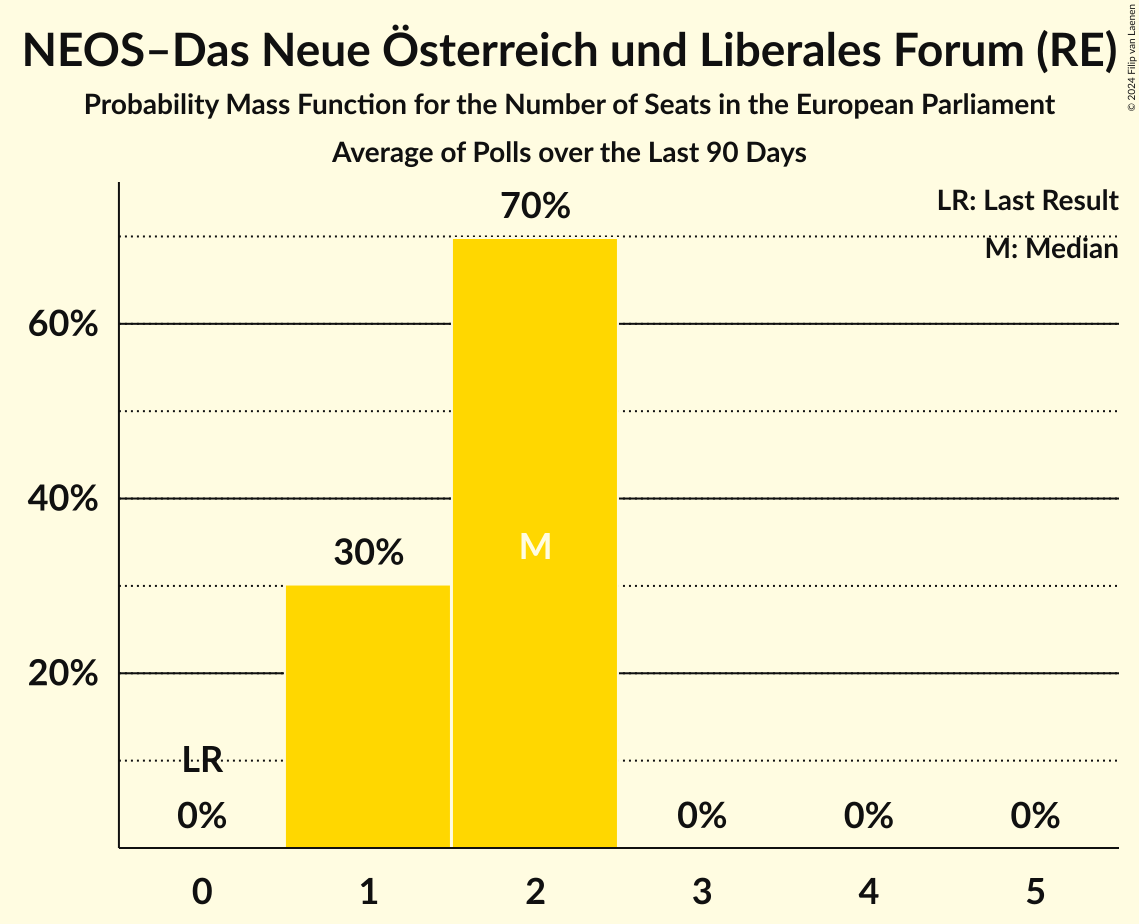 NEOS–Das Neue Österreich und Liberales Forum (RE)
Probability Mass Function for the Number of Seats in the European Parliament
Average of Polls over the Last 90 Days
© 2024 Filip van Laenen
LR: Last Result
M: Median
70%
60%
40%
30%
M
20%
LR
0%
0%
0%
0%
0
1
2
3
4
5